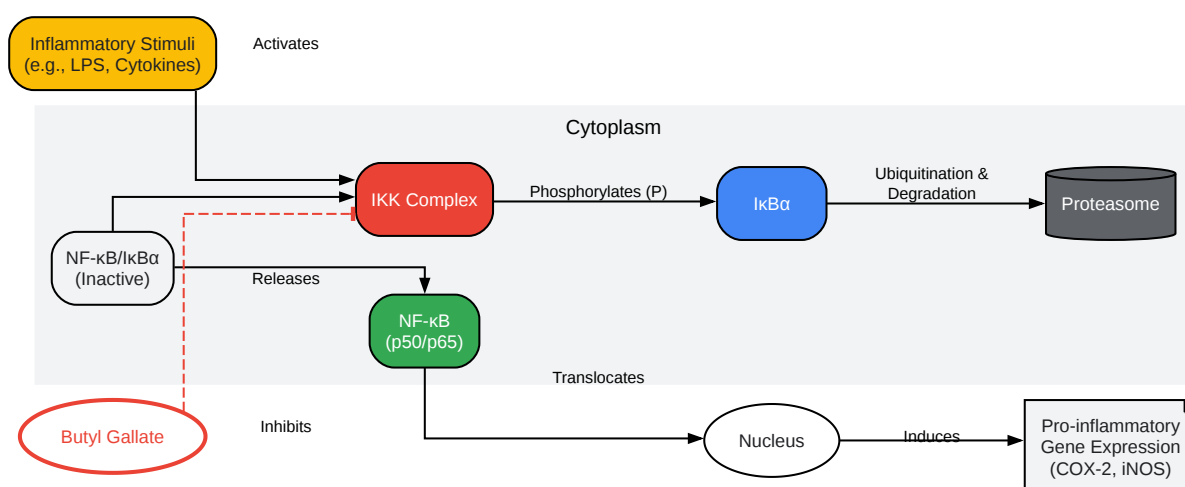 Inflammatory Stimuli
(e.g., LPS, Cytokines)
Activates
Cytoplasm
IKK Complex
Phosphorylates (P)
IκBα
Ubiquitination &
Degradation
Proteasome
NF-κB/IκBα
(Inactive)
Releases
NF-κB
(p50/p65)
Translocates
Butyl Gallate
Inhibits
Nucleus
Induces
Pro-inflammatory
Gene Expression
(COX-2, iNOS)